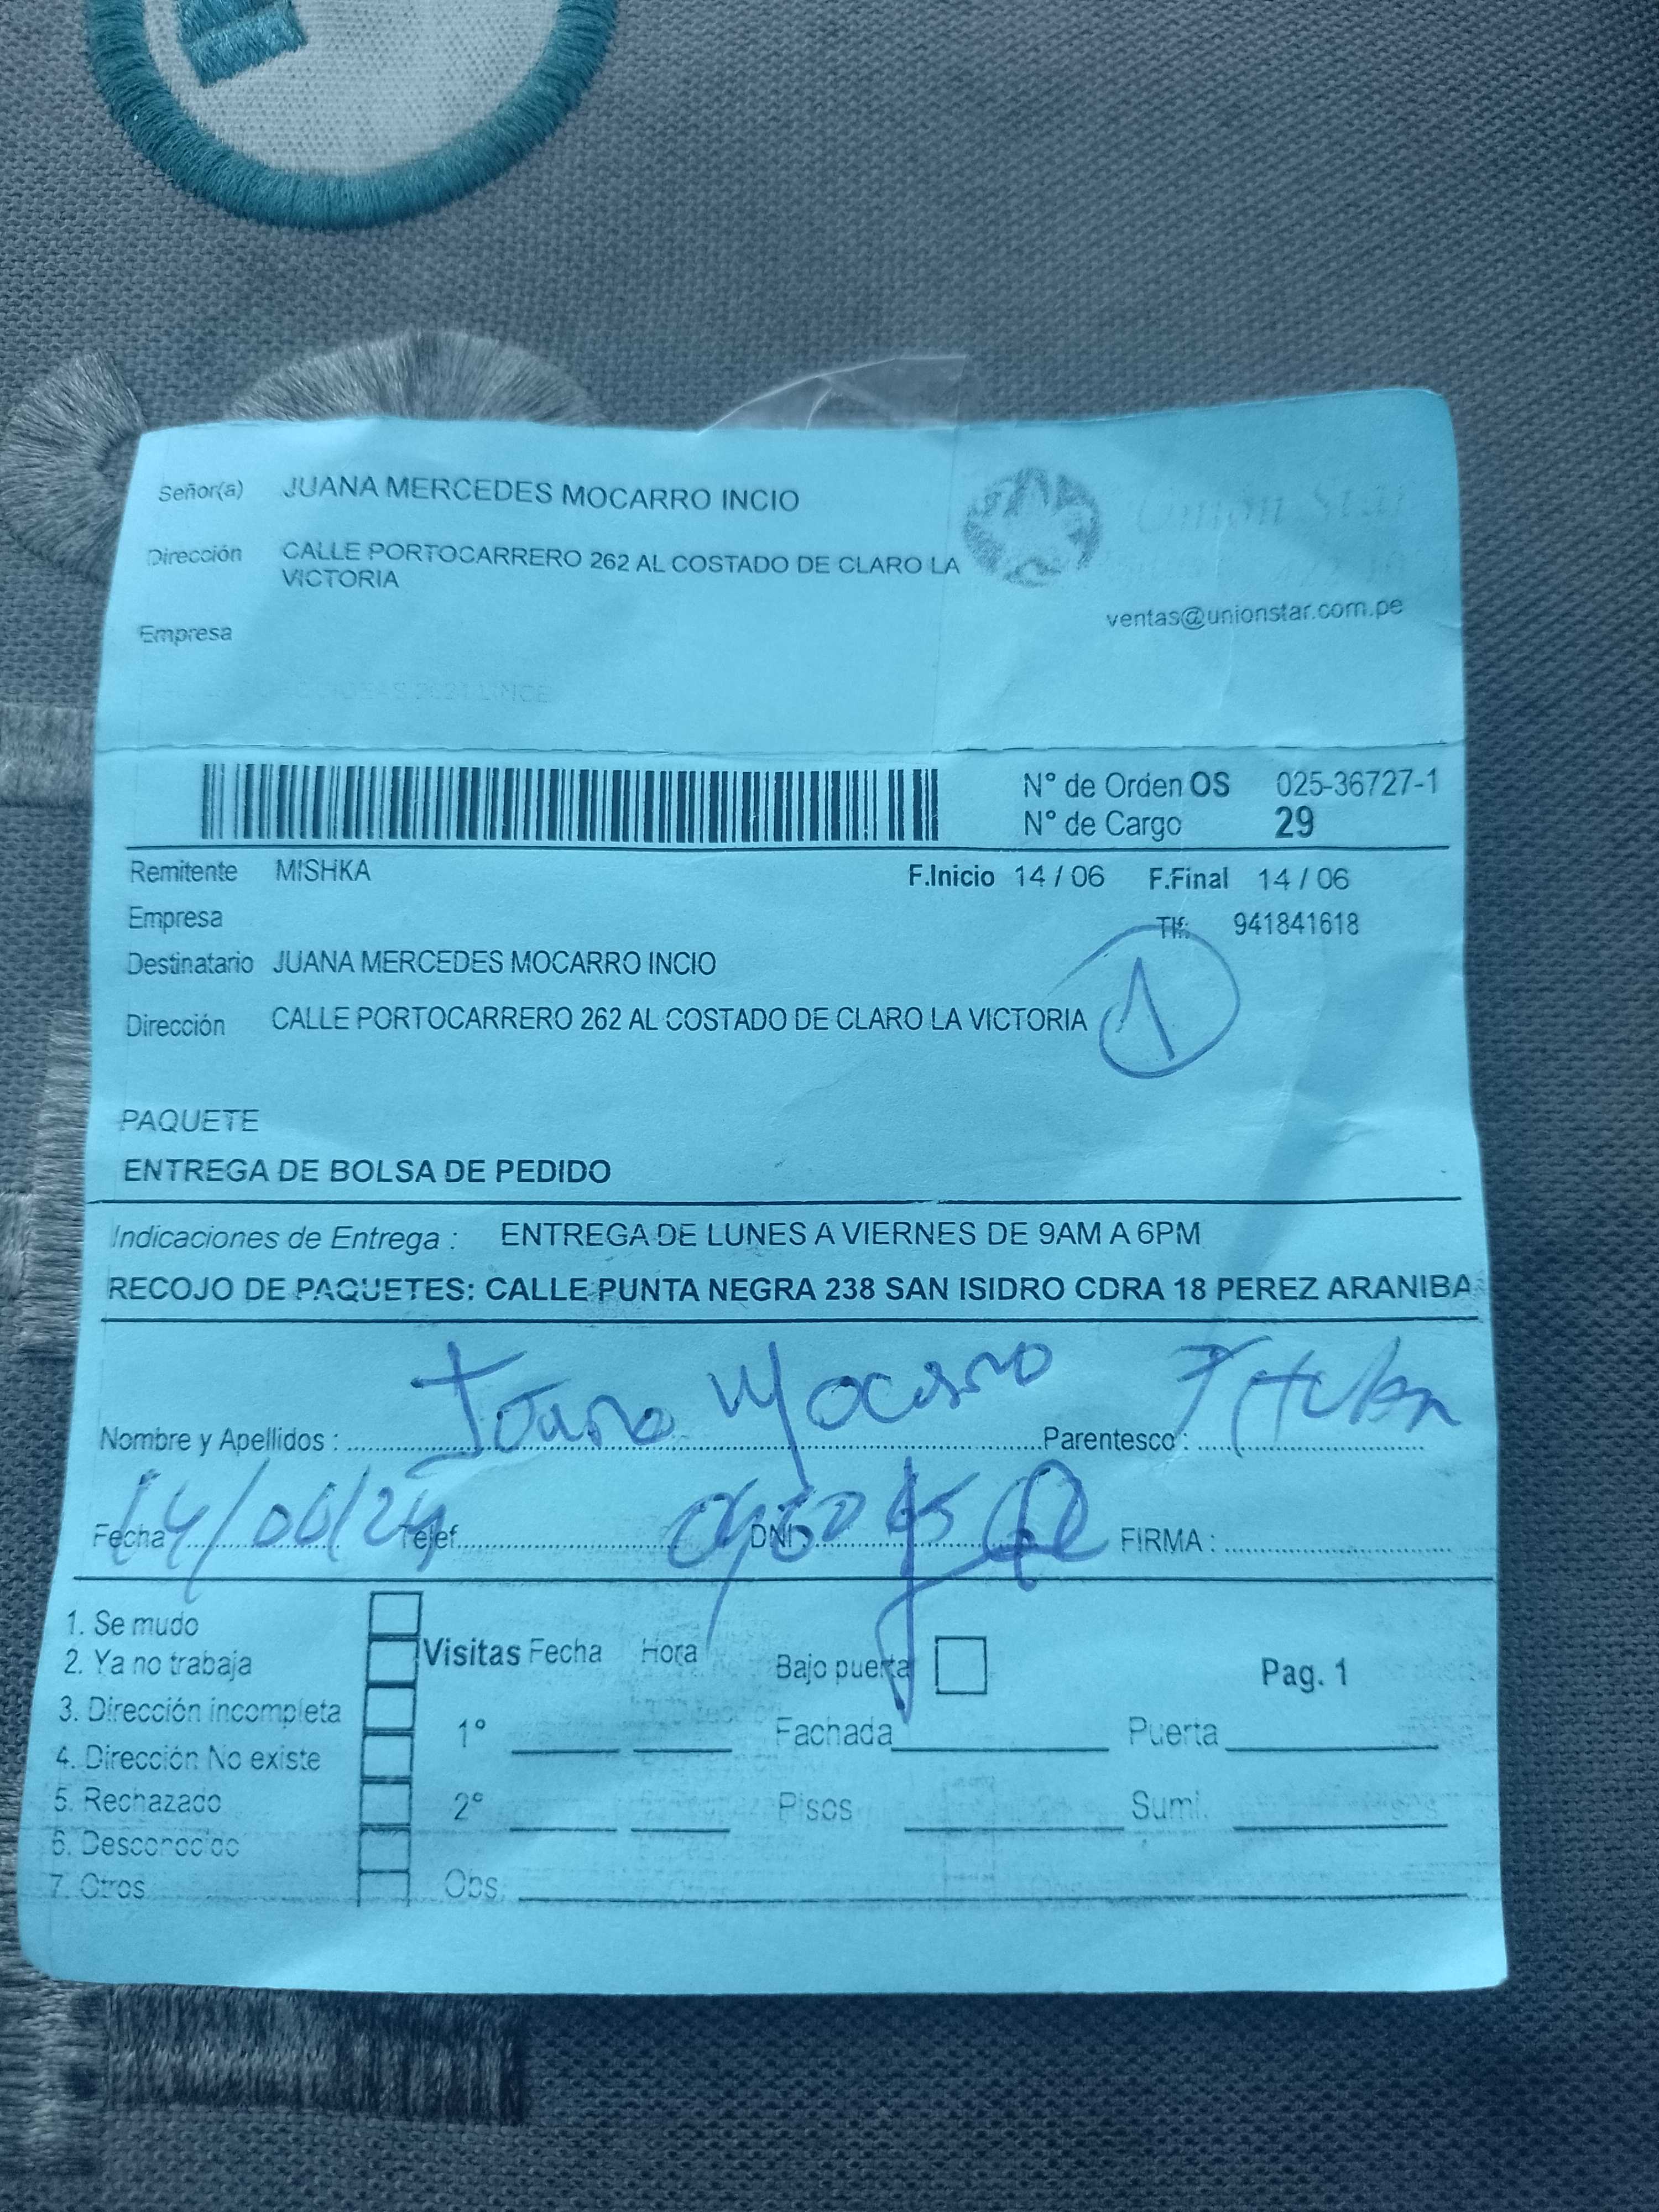 Señor(a) JUANA MERCEDES MOCARRO INCIO
Dirección CALLE PORTOCARRERO 262 AL COSTADO DE CLARO LA
VICTORIA
Unión Star
ventas@unionstar.com.pe
Empresa
N° de Orden OS 025-36727-1
N° de Cargo 29
Remitente MISHKA F.Inicio 14 / 06 F.Final 14 / 06
Empresa Tlf: 941841618
Destinatario JUANA MERCEDES MOCARRO INCIO
Dirección CALLE PORTOCARRERO 262 AL COSTADO DE CLARO LA VICTORIA 1
PAQUETE
ENTREGA DE BOLSA DE PEDIDO
Indicaciones de Entrega : ENTREGA DE LUNES A VIERNES DE 9AM A 6PM
RECOJO DE PAQUETES: CALLE PUNTA NEGRA 238 SAN ISIDRO CDRA 18 PEREZ ARANIBA
Nombre y Apellidos : Juana Mocarro Parentesco : Titular
Fecha 14/06/24 Telef. DNI : FIRMA :
1. Se mudo
2. Ya no trabaja
3. Dirección incompleta
4. Dirección No existe
5. Rechazado
6. Desconocido
7. Otros
Visitas Fecha Hora Bajo puerta Pag. 1
1° Fachada Puerta
2° Pisos Sumi.
Obs.